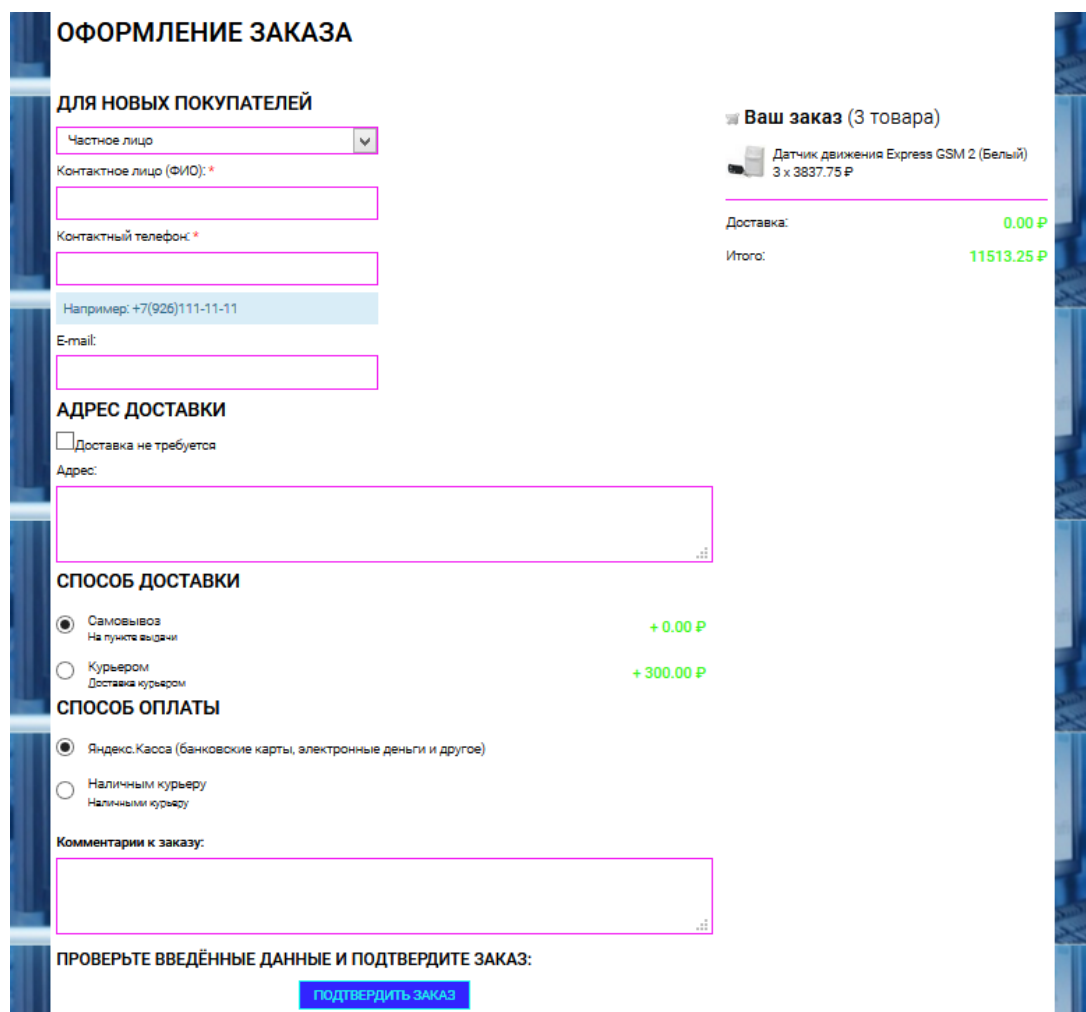 ОФОРМЛЕНИЕ ЗАКАЗА
ДЛЯ НОВЫХ ПОКУПАТЕЛЕЙ
Частное лицо
Контактное лицо (ФИО): *
Контактный телефон: *
Например: +7(926)111-11-11
E-mail:
АДРЕС ДОСТАВКИ
Доставка не требуется
Адрес:
СПОСОБ ДОСТАВКИ
Самовывоз
На пункте выдачи
+ 0.00 ₽
Курьером
Доставка курьером
+ 300.00 ₽
СПОСОБ ОПЛАТЫ
Яндекс.Касса (банковские карты, электронные деньги и другое)
Наличным курьеру
Наличными курьеру
Комментарии к заказу:
ПРОВЕРЬТЕ ВВЕДЁННЫЕ ДАННЫЕ И ПОДТВЕРДИТЕ ЗАКАЗ:
ПОДТВЕРДИТЬ ЗАКАЗ
Ваш заказ (3 товара)
Датчик движения Express GSM 2 (Белый)
3 x 3837.75 ₽
Доставка: 0.00 ₽
Итого: 11513.25 ₽